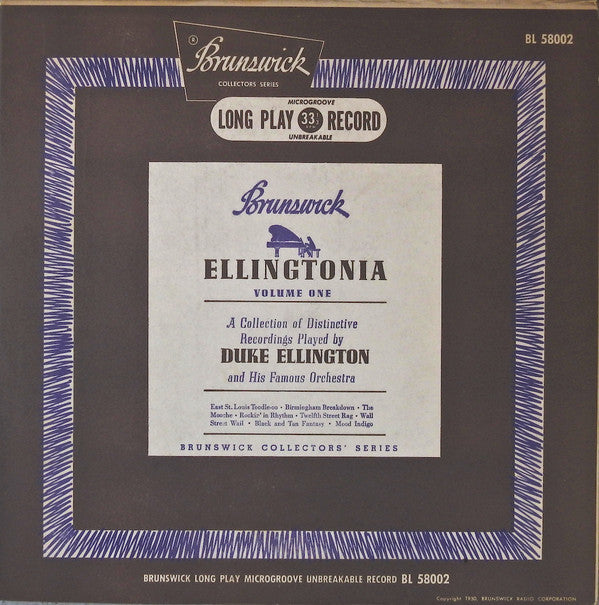 BL 58002
® Brunswick
COLLECTORS SERIES
MICROGROOVE
LONG PLAY 33⅓ RECORD
UNBREAKABLE
Brunswick
ELLINGTONIA
VOLUME ONE
A Collection of Distinctive
Recordings Played by
DUKE ELLINGTON
and His Famous Orchestra
East St. Louis Toodle-oo • Birmingham Breakdown • The
Mooche • Rockin' in Rhythm • Twelfth Street Rag • Wall
Street Wail • Black and Tan Fantasy • Mood Indigo
BRUNSWICK COLLECTORS' SERIES
BRUNSWICK LONG PLAY MICROGROOVE UNBREAKABLE RECORD BL 58002
Copyright 1950, BRUNSWICK RADIO CORPORATION